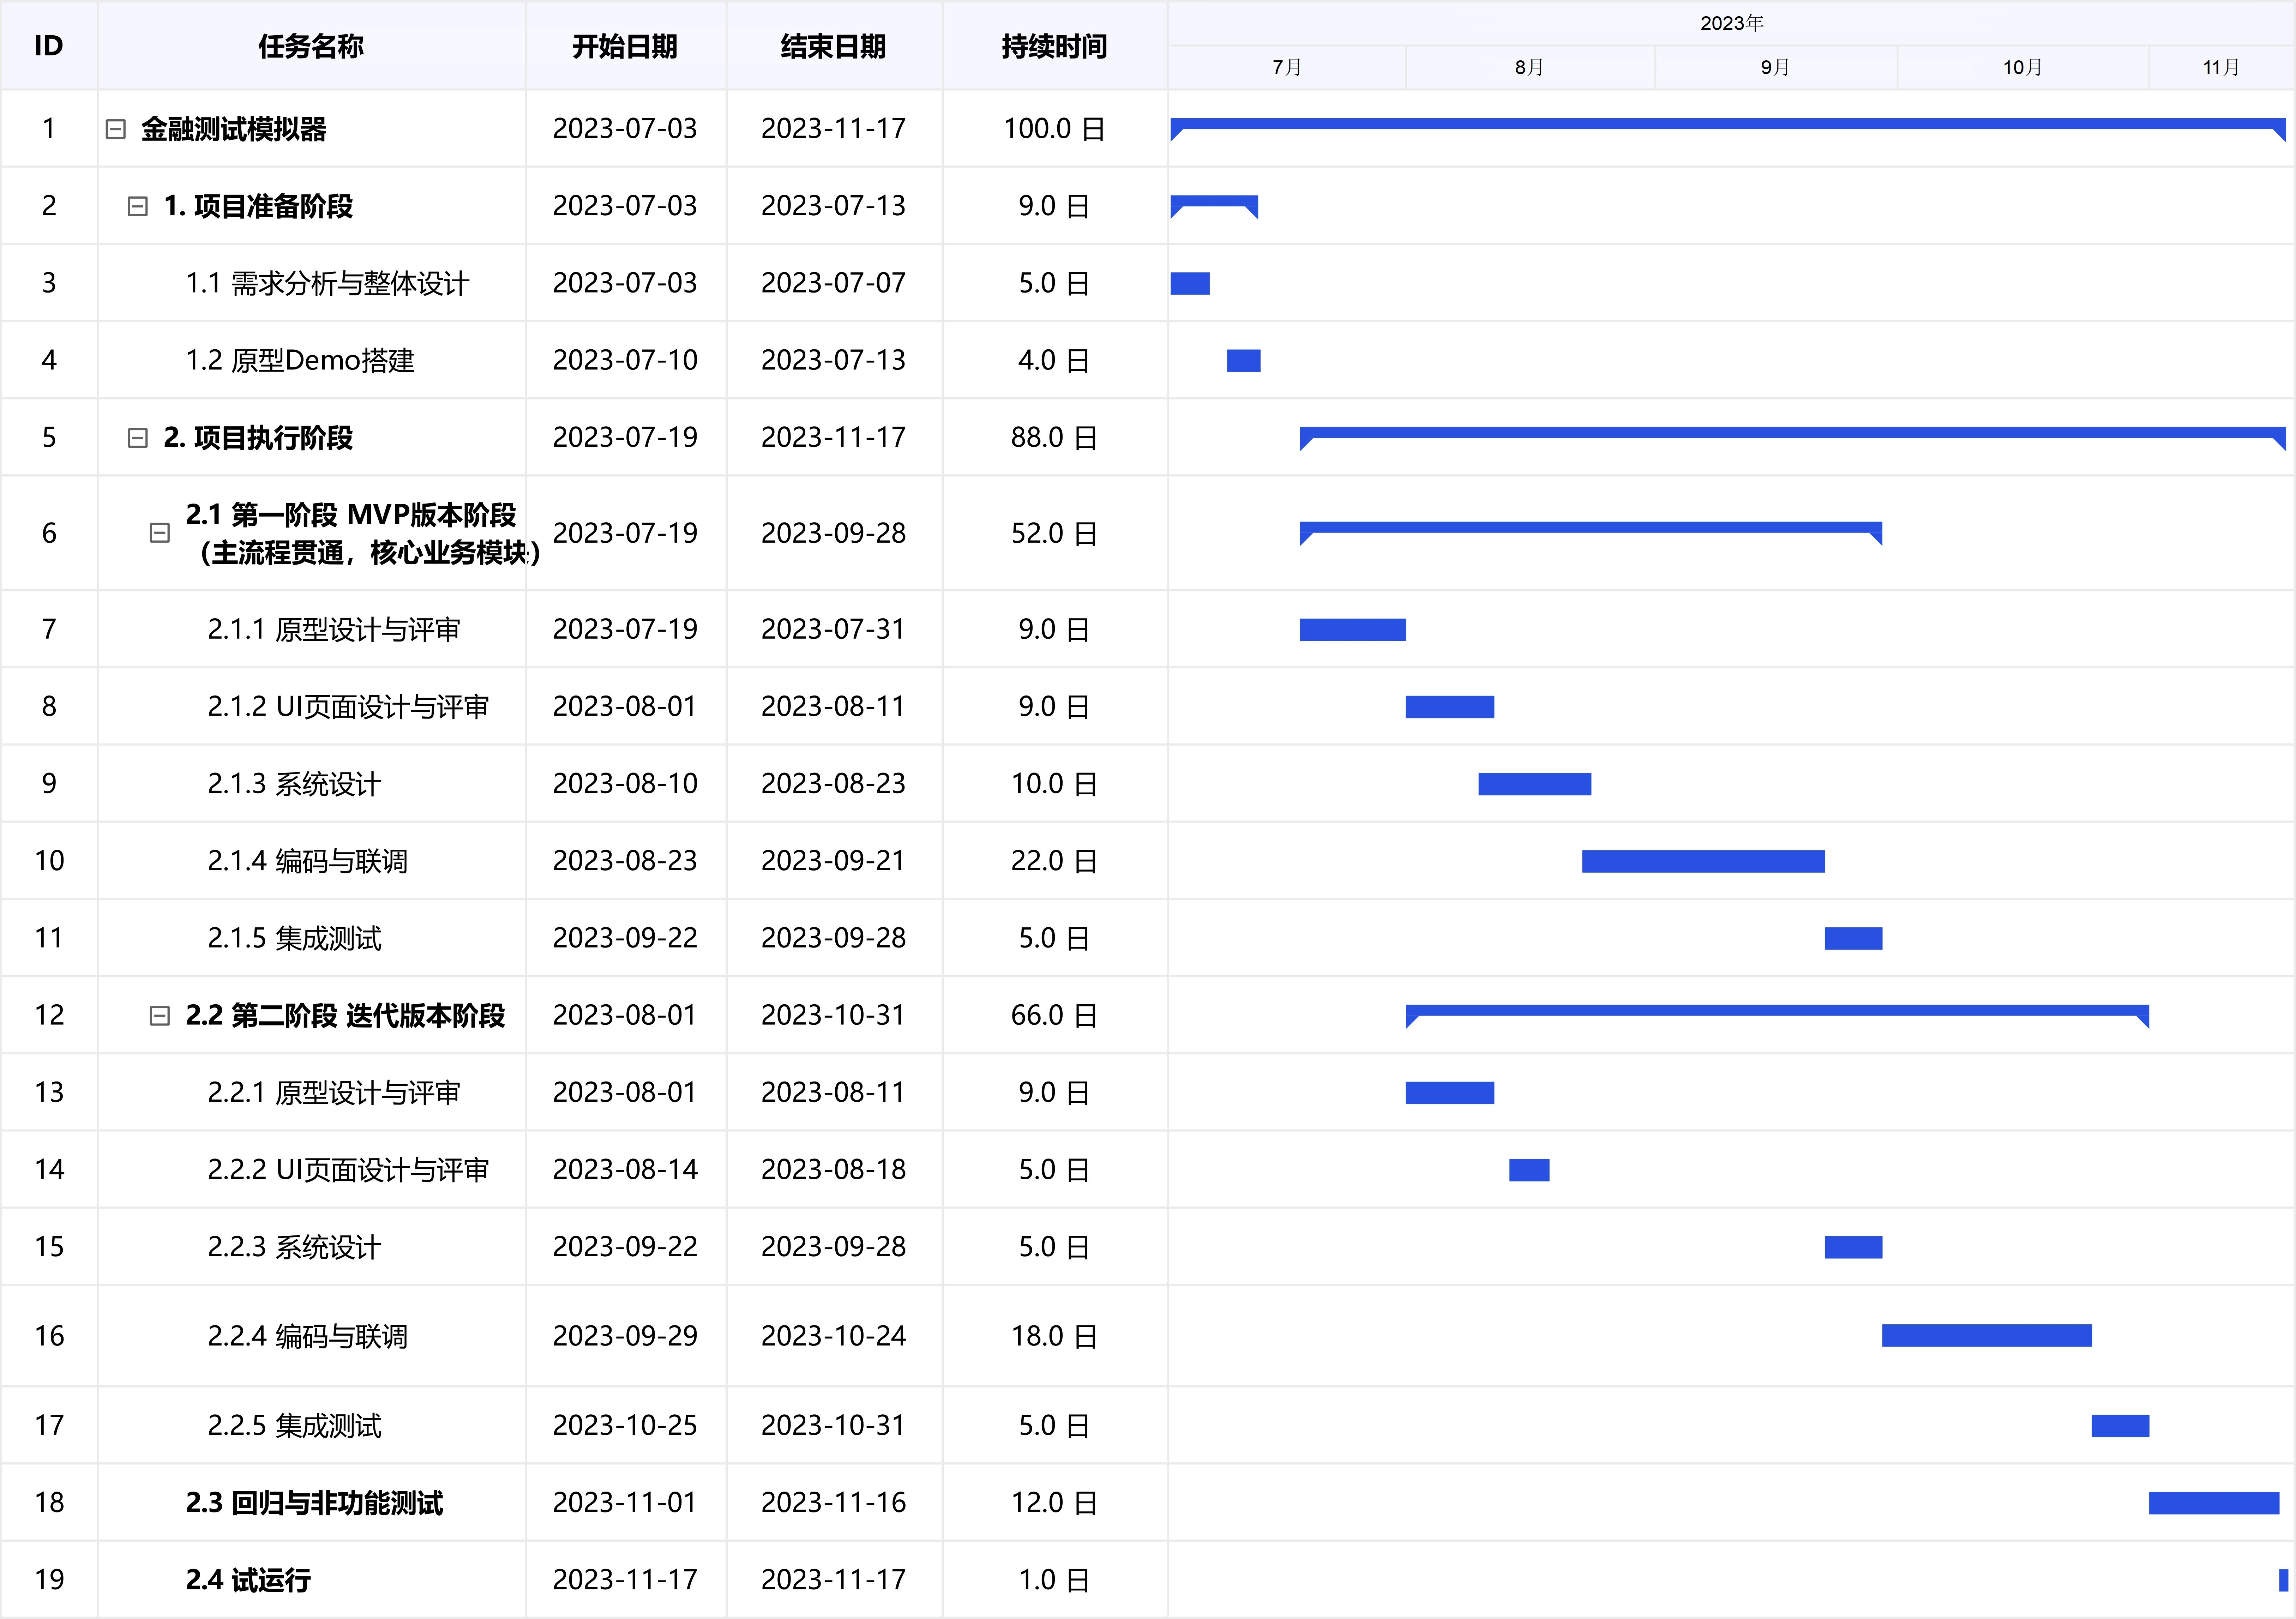 ID 任务名称 开始日期 结束日期 持续时间 2023年
7月 8月 9月 10月 11月
1 金融测试模拟器 2023-07-03 2023-11-17 100.0 日
2 1. 项目准备阶段 2023-07-03 2023-07-13 9.0 日
3 1.1 需求分析与整体设计 2023-07-03 2023-07-07 5.0 日
4 1.2 原型Demo搭建 2023-07-10 2023-07-13 4.0 日
5 2. 项目执行阶段 2023-07-19 2023-11-17 88.0 日
6 2.1 第一阶段 MVP版本阶段
（主流程贯通，核心业务模块） 2023-07-19 2023-09-28 52.0 日
7 2.1.1 原型设计与评审 2023-07-19 2023-07-31 9.0 日
8 2.1.2 UI页面设计与评审 2023-08-01 2023-08-11 9.0 日
9 2.1.3 系统设计 2023-08-10 2023-08-23 10.0 日
10 2.1.4 编码与联调 2023-08-23 2023-09-21 22.0 日
11 2.1.5 集成测试 2023-09-22 2023-09-28 5.0 日
12 2.2 第二阶段 迭代版本阶段 2023-08-01 2023-10-31 66.0 日
13 2.2.1 原型设计与评审 2023-08-01 2023-08-11 9.0 日
14 2.2.2 UI页面设计与评审 2023-08-14 2023-08-18 5.0 日
15 2.2.3 系统设计 2023-09-22 2023-09-28 5.0 日
16 2.2.4 编码与联调 2023-09-29 2023-10-24 18.0 日
17 2.2.5 集成测试 2023-10-25 2023-10-31 5.0 日
18 2.3 回归与非功能测试 2023-11-01 2023-11-16 12.0 日
19 2.4 试运行 2023-11-17 2023-11-17 1.0 日